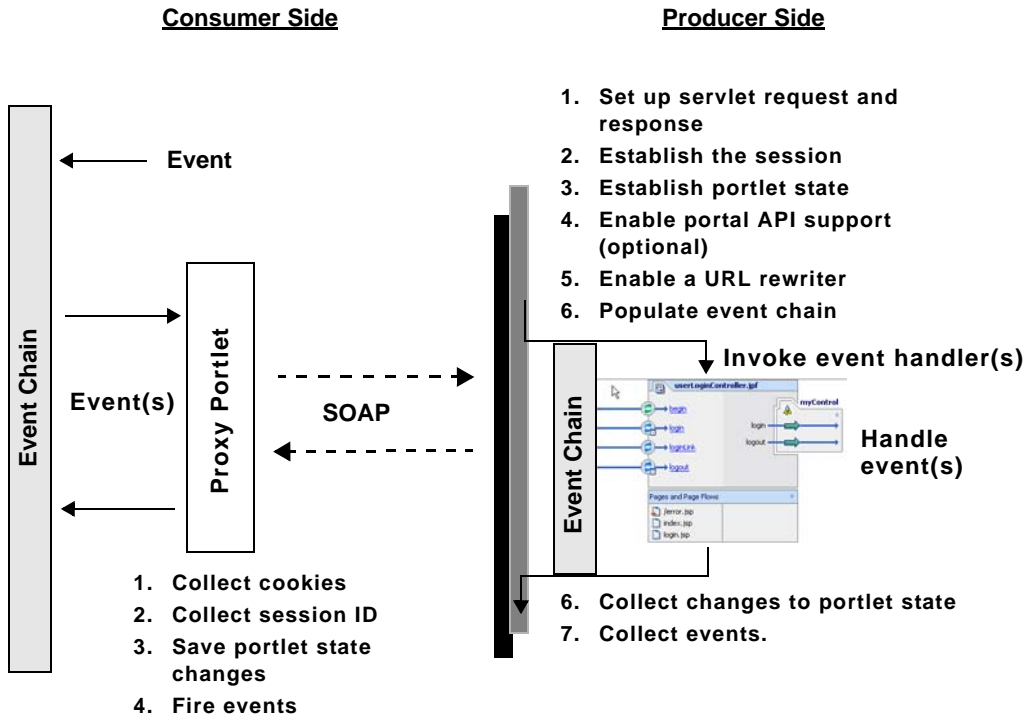 Consumer Side
Producer Side
1. Set up servlet request and
response
2. Establish the session
3. Establish portlet state
4. Enable portal API support
(optional)
5. Enable a URL rewriter
6. Populate event chain
Event
Event Chain
Event(s)
Proxy Portlet
SOAP
Invoke event handler(s)
Event Chain
userLoginController.jpf
begin
login
loginLink
logout
myControl
login
logout
Pages and Page Flows
/error.jsp
index.jsp
login.jsp
Handle
event(s)
1. Collect cookies
2. Collect session ID
3. Save portlet state
changes
4. Fire events
6. Collect changes to portlet state
7. Collect events.